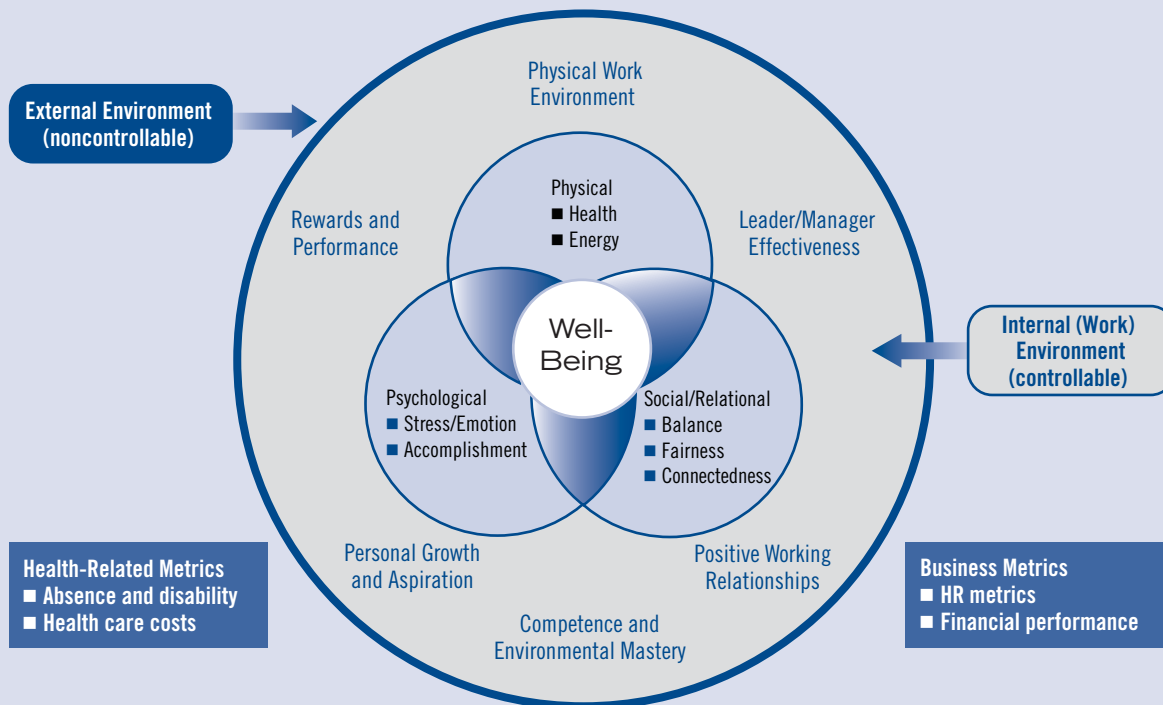 Physical Work
Environment
External Environment
(noncontrollable)
Physical
■ Health
■ Energy
Rewards and
Performance
Leader/Manager
Effectiveness
Well-
Being
Internal (Work)
Environment
(controllable)
Psychological
■ Stress/Emotion
■ Accomplishment
Social/Relational
■ Balance
■ Fairness
■ Connectedness
Personal Growth
and Aspiration
Positive Working
Relationships
Health-Related Metrics
■ Absence and disability
■ Health care costs
Business Metrics
■ HR metrics
■ Financial performance
Competence and
Environmental Mastery